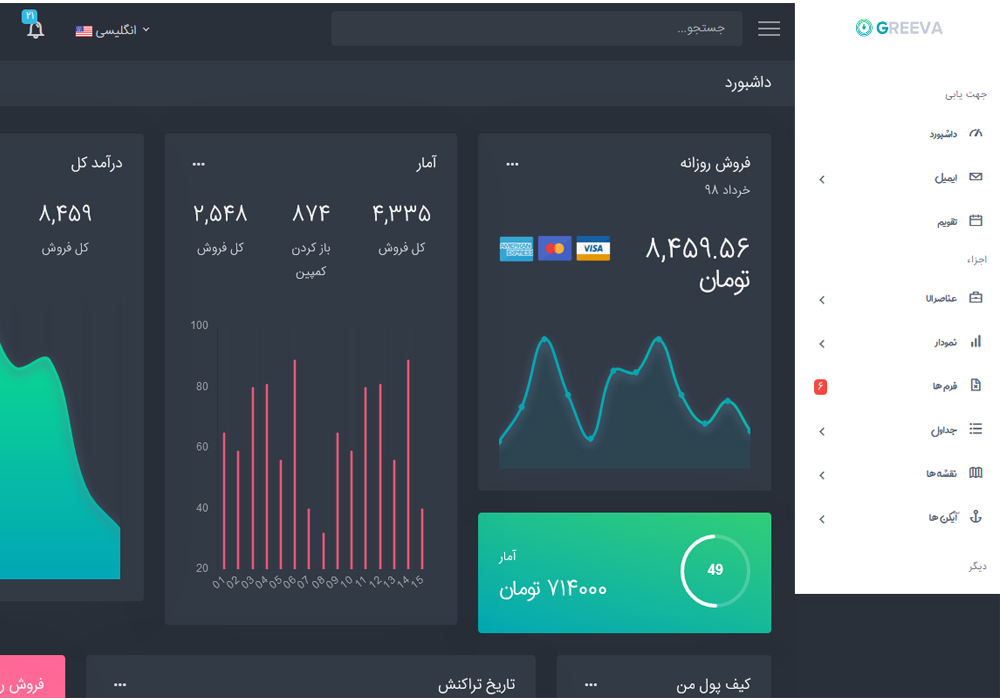 GREEVA
جستجو...
انگلیسی
۲۱
داشبورد
جهت یابی
داشبورد
ایمیل
تقویم
اجزاء
عناصرالا
نمودار
فرم ها
۶
جداول
نقشه ها
آیکن ها
دیگر
فروش روزانه
...
خرداد ۹۸
۸,۴۵۹.۵۶
تومان
VISA
AMERICAN
EXPRESS
آمار
...
۴,۳۳۵
۸۷۴
۲,۵۴۸
کل فروش
باز کردن
کمپین
کل فروش
100
80
60
40
20
01 02 03 04 05 06 07 08 09 10 11 12 13 14 15
درآمد کل
۸,۴۵۹
کل فروش
آمار
۷۱۴۰۰۰ تومان
49
کیف پول من
...
تاریخ تراکنش
...
فروش ر